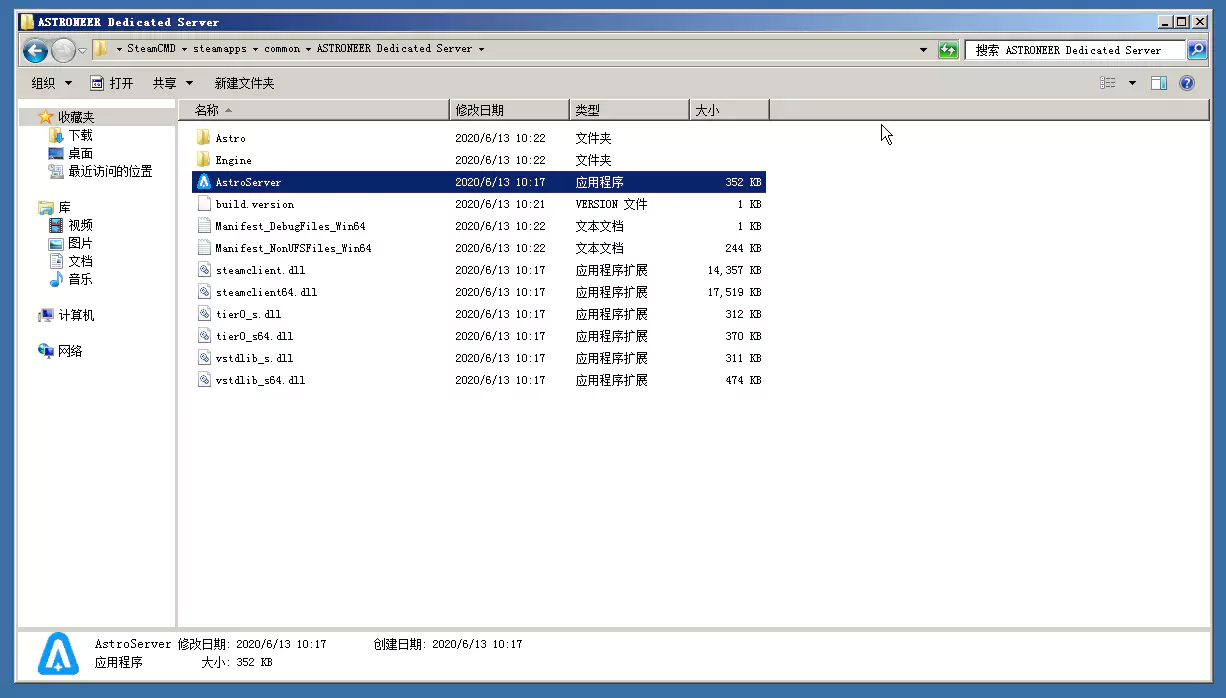 ASTRONEER Dedicated Server
SteamCMD steamapps common ASTRONEER Dedicated Server
搜索 ASTRONEER Dedicated Server
组织 打开 共享 新建文件夹
收藏夹
下载
桌面
最近访问的位置
库
视频
图片
文档
音乐
计算机
网络
名称 修改日期 类型 大小
Astro 2020/6/13 10:22 文件夹
Engine 2020/6/13 10:22 文件夹
AstroServer 2020/6/13 10:17 应用程序 352 KB
build.version 2020/6/13 10:21 VERSION 文件 1 KB
Manifest_DebugFiles_Win64 2020/6/13 10:22 文本文档 1 KB
Manifest_NonUFSFiles_Win64 2020/6/13 10:22 文本文档 244 KB
steamclient.dll 2020/6/13 10:17 应用程序扩展 14,357 KB
steamclient64.dll 2020/6/13 10:17 应用程序扩展 17,519 KB
tier0_s.dll 2020/6/13 10:17 应用程序扩展 312 KB
tier0_s64.dll 2020/6/13 10:17 应用程序扩展 370 KB
vstdlib_s.dll 2020/6/13 10:17 应用程序扩展 311 KB
vstdlib_s64.dll 2020/6/13 10:17 应用程序扩展 474 KB
AstroServer 修改日期: 2020/6/13 10:17 创建日期: 2020/6/13 10:17
应用程序 大小: 352 KB